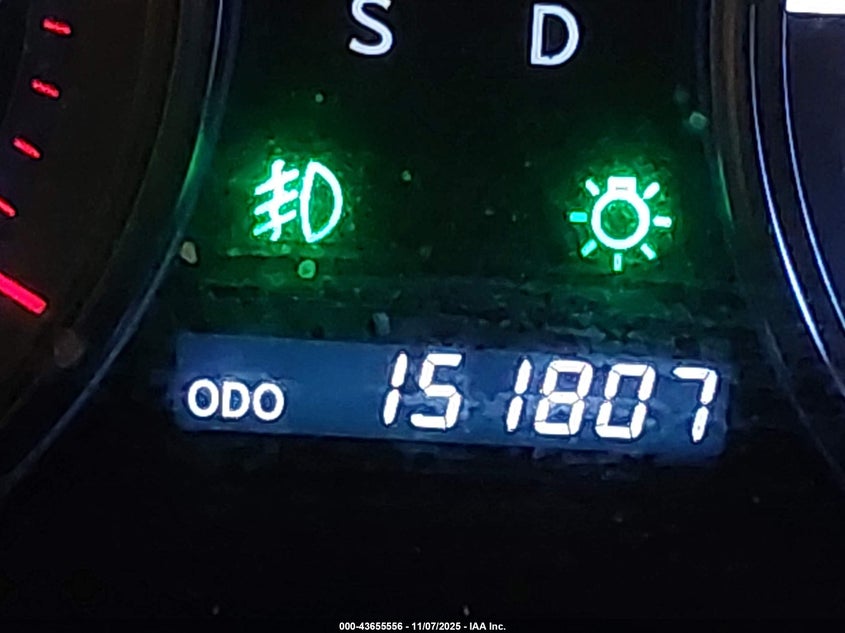 S D
ODO 151807
000-43655556 - 11/07/2025 - IAA Inc.